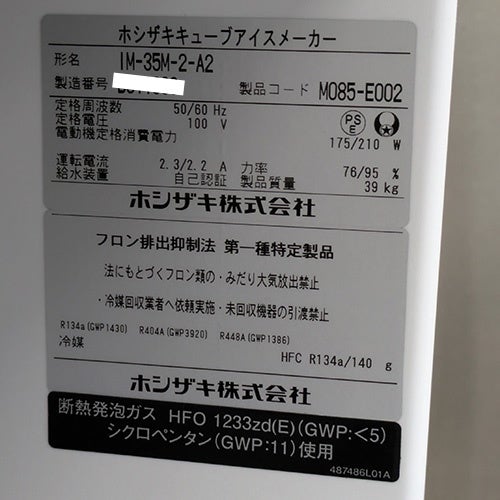 ホシザキキューブアイスメーカー
形名 IM-35M-2-A2
製造番号 製品コード M085-E002
定格周波数 50/60 Hz
定格電圧 100 V
電動機定格消費電力 175/210 W
PS E
運転電流 2.3/2.2 A 力率 76/95 %
給水装置 自己認証 製品質量 39 kg
ホシザキ株式会社
フロン排出抑制法 第一種特定製品
法にもとづくフロン類の・みだり大気放出禁止
・冷媒回収業者へ依頼実施・未回収機器の引渡禁止
R134a(GWP1430) R404A(GWP3920) R448A(GWP1386)
冷媒 HFC R134a/140 g
ホシザキ株式会社
断熱発泡ガス HFO 1233zd(E)(GWP:<5)
シクロペンタン(GWP:11)使用
487486L01A